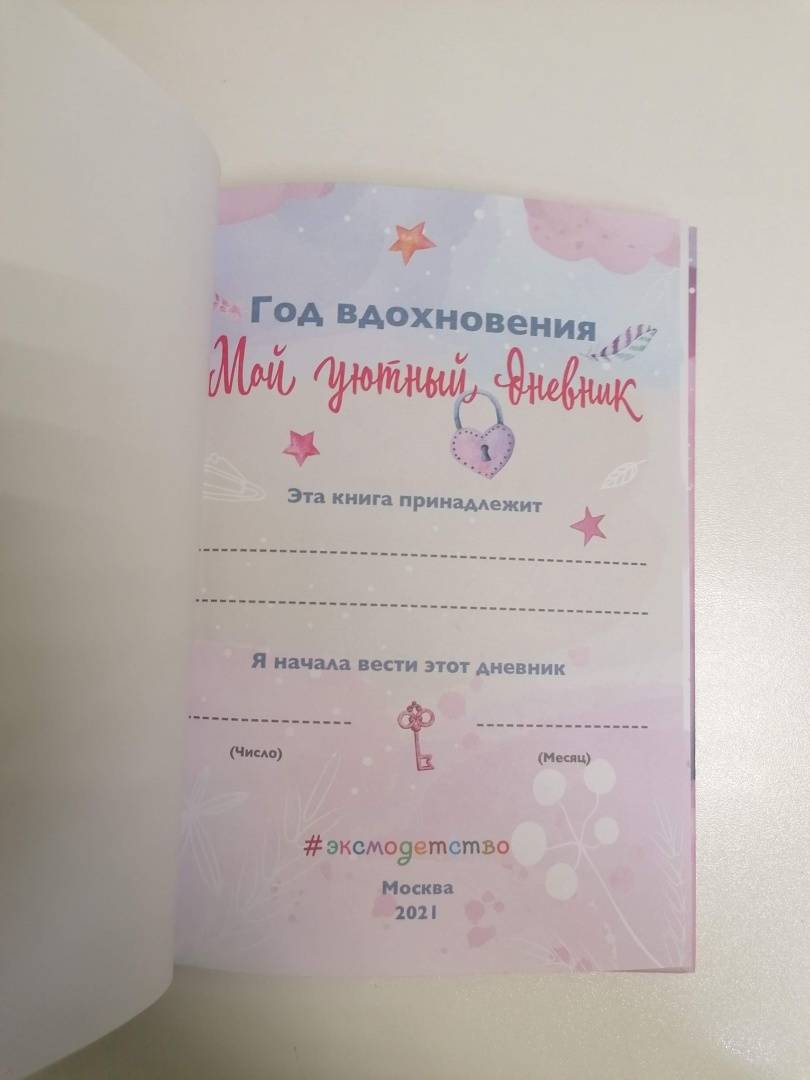 Год вдохновения
Мой уютный дневник
Эта книга принадлежит
Я начала вести этот дневник
(Число) (Месяц)
#эксмодетство
Москва
2021